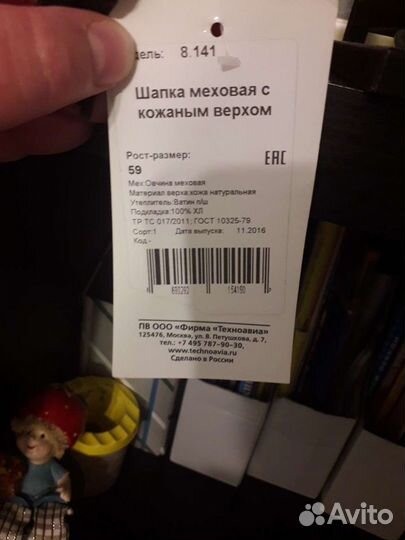 дель: 8.141
Шапка меховая с
кожаным верхом
Рост-размер:
EAC
59
Мех:Овчина меховая
Материал верха:кожа натуральная
Утеплитель:Ватин п/ш
Подкладка:100% ХЛ
ТР ТС 017/2011; ГОСТ 10325-79
Сорт:1 Дата выпуска: 11.2016
Код:-
ПВ ООО «Фирма «Техноавиа»
125476, Москва, ул. В. Петушкова, д. 7,
тел.: +7 495 787-90-30,
www.technoavia.ru
Сделано в России
Avito